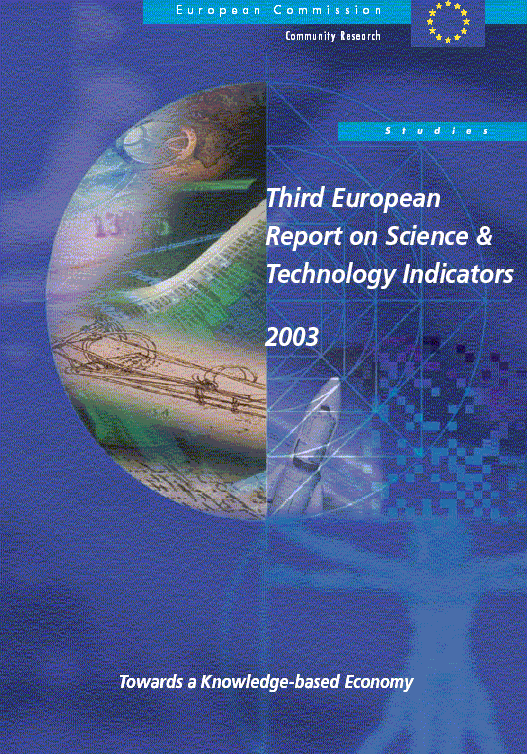 European Commission
Community Research
Studies
Third European
Report on Science &
Technology Indicators
2003
Towards a Knowledge-based Economy